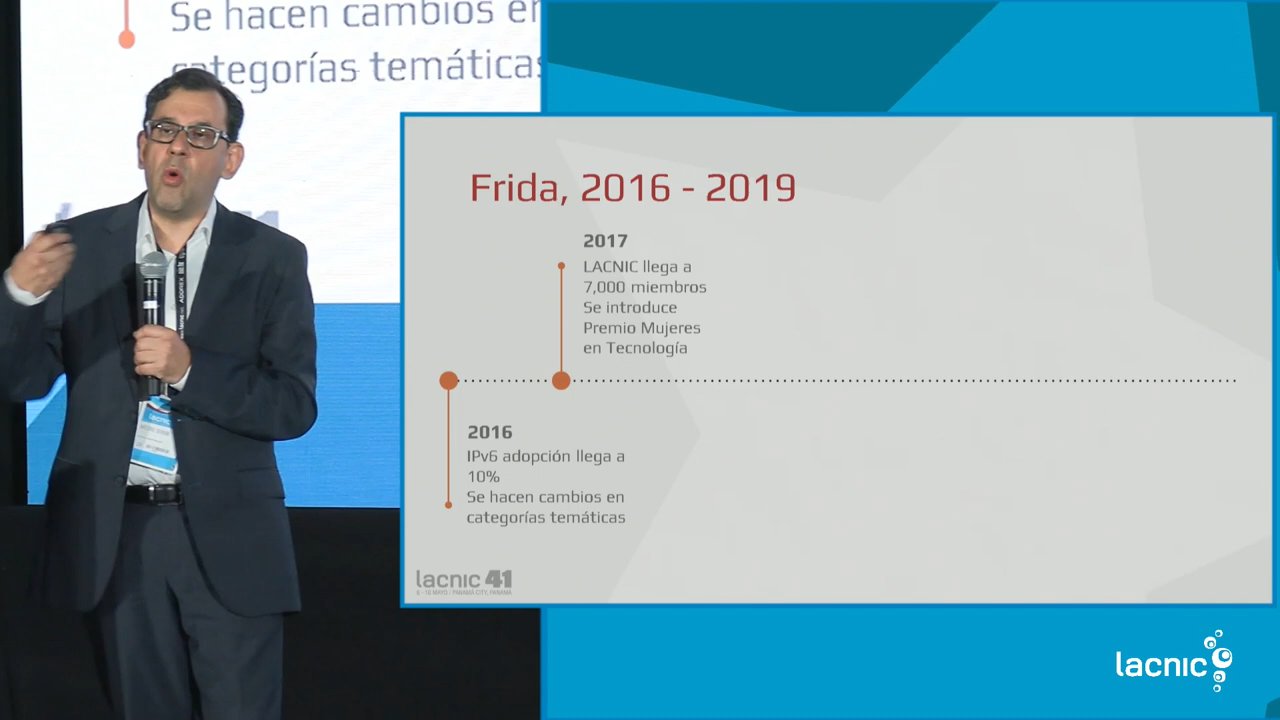 Se hacen cambios en
categorías temáticas
Frida, 2016 - 2019
2017
LACNIC llega a
7,000 miembros
Se introduce
Premio Mujeres
en Tecnología
2016
IPv6 adopción llega a
10%
Se hacen cambios en
categorías temáticas
lacnic 41
lacnic
lacnic